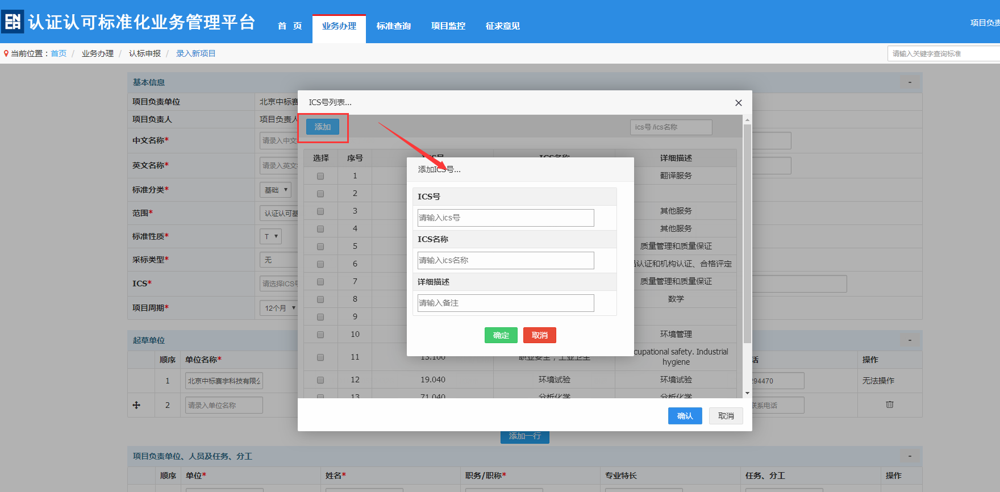 CNCA 认证认可标准化业务管理平台
首 页 业务办理 标准查询 项目监控 征求意见
项目负责
当前位置：首页 / 业务办理 / 认标申报 / 录入新项目
请输入关键字查询标准
基本信息 -
项目负责单位 北京中标赛
项目负责人 项目负责人
中文名称* 请录入中文
英文名称* 请录入英文
标准分类* 基础
范围* 认证认可基
标准性质* T
采标类型* 无
ICS* 请选择ICS号
项目周期* 12个月
ICS号列表...
添加 ics号/ics名称
选择 序号 ICS号 ICS名称 详细描述
1 翻译服务
2
3 其他服务
4 其他服务
5 质量管理和质量保证
6 认证和机构认证、合格评定
7 质量管理和质量保证
8 数学
9
10 环境管理
11 13.100 职业安全，工业卫生 cupational safety. Industrial
hygiene
12 19.040 环境试验 环境试验
13 71.040 分析化学 分析化学
确认 取消
添加ICS号...
ICS号
请输入ics号
ICS名称
请输入ics名称
详细描述
请输入备注
确定 取消
起草单位 -
顺序 单位名称* 话 操作
1 北京中标赛宇科技有限公 294470 无法操作
2 请录入单位名称 联系电话
添加一行
项目负责单位、人员及任务、分工 -
顺序 单位* 姓名* 职务/职称* 专业特长 任务、分工 操作